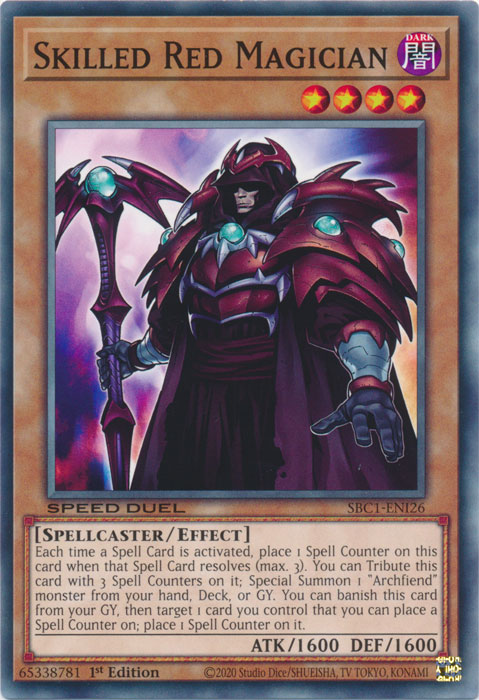 SKILLED RED MAGICIAN
DARK
闇
SPEED DUEL
SBC1-ENI26
[SPELLCASTER/EFFECT]
Each time a Spell Card is activated, place 1 Spell Counter on this
card when that Spell Card resolves (max. 3). You can Tribute this
card with 3 Spell Counters on it; Special Summon 1 "Archfiend"
monster from your hand, Deck, or GY. You can banish this card
from your GY, then target 1 card you control that you can place a
Spell Counter on; place 1 Spell Counter on it.
ATK/1600 DEF/1600
65338781 1st Edition ©2020 Studio Dice/SHUEISHA, TV TOKYO, KONAMI